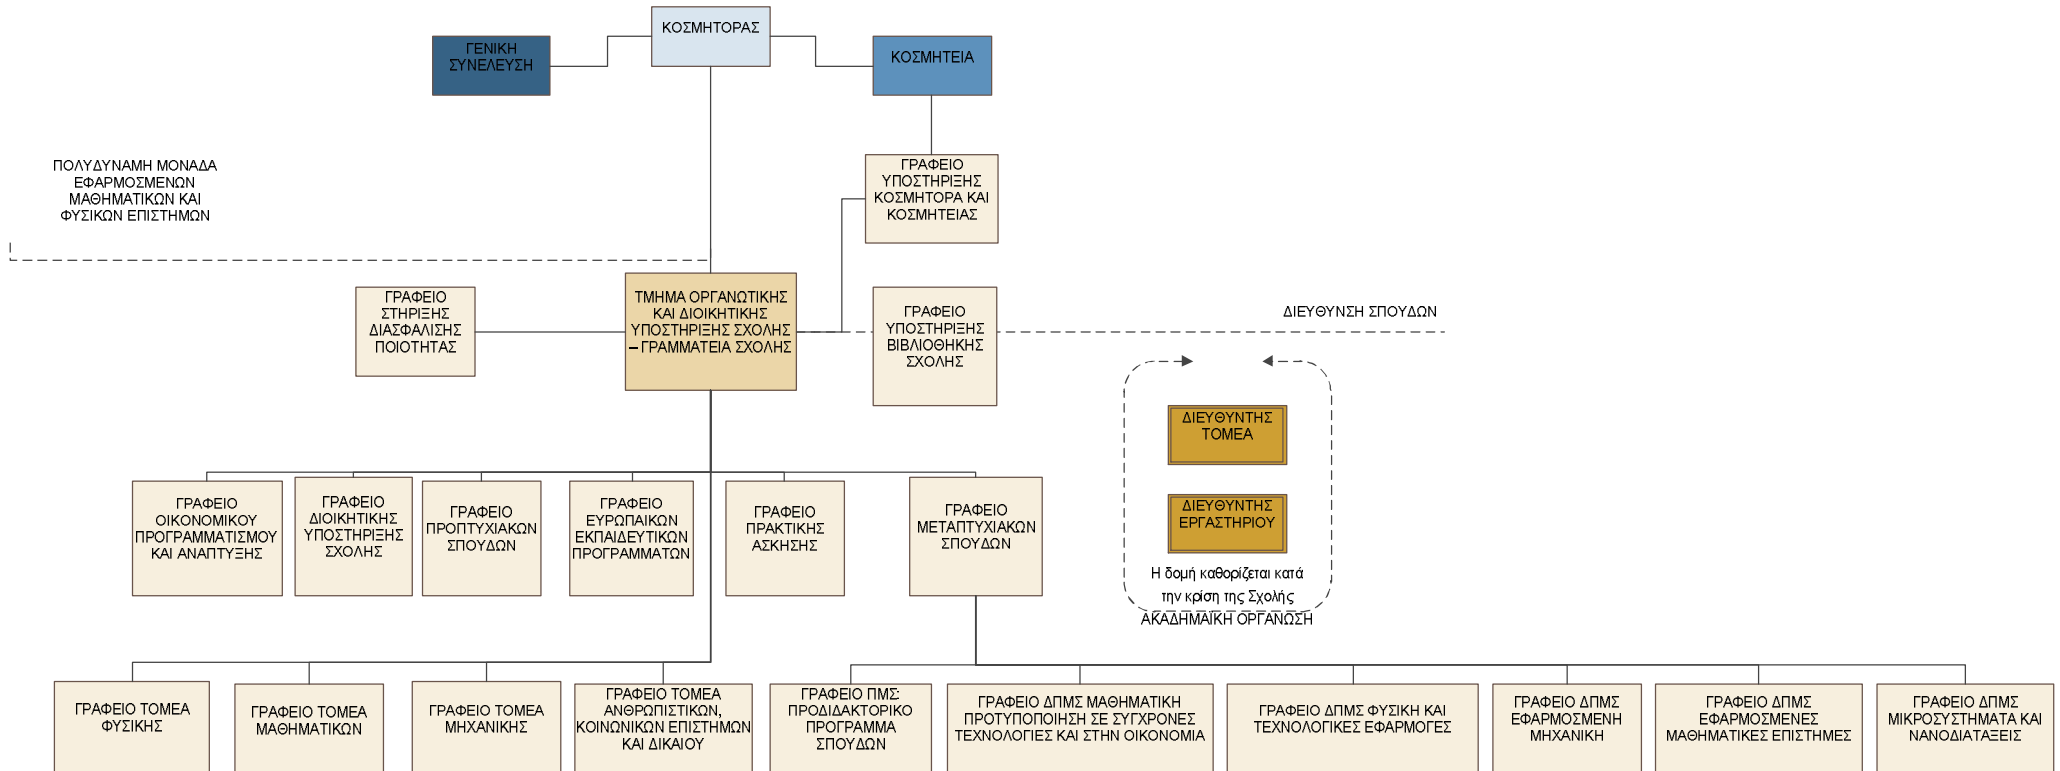 ΚΟΣΜΗΤΟΡΑΣ
ΓΕΝΙΚΗ
ΣΥΝΕΛΕΥΣΗ
ΚΟΣΜΗΤΕΙΑ
ΠΟΛΥΔΥΝΑΜΗ ΜΟΝΑΔΑ
ΕΦΑΡΜΟΣΜΕΝΩΝ
ΜΑΘΗΜΑΤΙΚΩΝ ΚΑΙ
ΦΥΣΙΚΩΝ ΕΠΙΣΤΗΜΩΝ
ΓΡΑΦΕΙΟ
ΥΠΟΣΤΗΡΙΞΗΣ
ΚΟΣΜΗΤΟΡΑ ΚΑΙ
ΚΟΣΜΗΤΕΙΑΣ
ΓΡΑΦΕΙΟ
ΣΤΗΡΙΞΗΣ
ΔΙΑΣΦΑΛΙΣΗΣ
ΠΟΙΟΤΗΤΑΣ
ΤΜΗΜΑ ΟΡΓΑΝΩΤΙΚΗΣ
ΚΑΙ ΔΙΟΙΚΗΤΙΚΗΣ
ΥΠΟΣΤΗΡΙΞΗΣ ΣΧΟΛΗΣ
– ΓΡΑΜΜΑΤΕΙΑ ΣΧΟΛΗΣ
ΓΡΑΦΕΙΟ
ΥΠΟΣΤΗΡΙΞΗΣ
ΒΙΒΛΙΟΘΗΚΗΣ
ΣΧΟΛΗΣ
ΔΙΕΥΘΥΝΣΗ ΣΠΟΥΔΩΝ
ΔΙΕΥΘΥΝΤΗΣ
ΤΟΜΕΑ
ΔΙΕΥΘΥΝΤΗΣ
ΕΡΓΑΣΤΗΡΙΟΥ
Η δομή καθορίζεται κατά
την κρίση της Σχολής
ΑΚΑΔΗΜΑΪΚΗ ΟΡΓΑΝΩΣΗ
ΓΡΑΦΕΙΟ
ΟΙΚΟΝΟΜΙΚΟΥ
ΠΡΟΓΡΑΜΜΑΤΙΣΜΟΥ
ΚΑΙ ΑΝΑΠΤΥΞΗΣ
ΓΡΑΦΕΙΟ
ΔΙΟΙΚΗΤΙΚΗΣ
ΥΠΟΣΤΗΡΙΞΗΣ
ΣΧΟΛΗΣ
ΓΡΑΦΕΙΟ
ΠΡΟΠΤΥΧΙΑΚΩΝ
ΣΠΟΥΔΩΝ
ΓΡΑΦΕΙΟ
ΕΥΡΩΠΑΙΚΩΝ
ΕΚΠΑΙΔΕΥΤΙΚΩΝ
ΠΡΟΓΡΑΜΜΑΤΩΝ
ΓΡΑΦΕΙΟ
ΠΡΑΚΤΙΚΗΣ
ΑΣΚΗΣΗΣ
ΓΡΑΦΕΙΟ
ΜΕΤΑΠΤΥΧΙΑΚΩΝ
ΣΠΟΥΔΩΝ
ΓΡΑΦΕΙΟ ΤΟΜΕΑ
ΦΥΣΙΚΗΣ
ΓΡΑΦΕΙΟ ΤΟΜΕΑ
ΜΑΘΗΜΑΤΙΚΩΝ
ΓΡΑΦΕΙΟ ΤΟΜΕΑ
ΜΗΧΑΝΙΚΗΣ
ΓΡΑΦΕΙΟ ΤΟΜΕΑ
ΑΝΘΡΩΠΙΣΤΙΚΩΝ,
ΚΟΙΝΩΝΙΚΩΝ ΕΠΙΣΤΗΜΩΝ
ΚΑΙ ΔΙΚΑΙΟΥ
ΓΡΑΦΕΙΟ ΠΜΣ:
ΠΡΟΔΙΔΑΚΤΟΡΙΚΟ
ΠΡΟΓΡΑΜΜΑ
ΣΠΟΥΔΩΝ
ΓΡΑΦΕΙΟ ΔΠΜΣ ΜΑΘΗΜΑΤΙΚΗ
ΠΡΟΤΥΠΟΠΟΙΗΣΗ ΣΕ ΣΥΓΧΡΟΝΕΣ
ΤΕΧΝΟΛΟΓΙΕΣ ΚΑΙ ΣΤΗΝ ΟΙΚΟΝΟΜΙΑ
ΓΡΑΦΕΙΟ ΔΠΜΣ ΦΥΣΙΚΗ ΚΑΙ
ΤΕΧΝΟΛΟΓΙΚΕΣ ΕΦΑΡΜΟΓΕΣ
ΓΡΑΦΕΙΟ ΔΠΜΣ
ΕΦΑΡΜΟΣΜΕΝΗ
ΜΗΧΑΝΙΚΗ
ΓΡΑΦΕΙΟ ΔΠΜΣ
ΕΦΑΡΜΟΣΜΕΝΕΣ
ΜΑΘΗΜΑΤΙΚΕΣ ΕΠΙΣΤΗΜΕΣ
ΓΡΑΦΕΙΟ ΔΠΜΣ
ΜΙΚΡΟΣΥΣΤΗΜΑΤΑ ΚΑΙ
ΝΑΝΟΔΙΑΤΑΞΕΙΣ